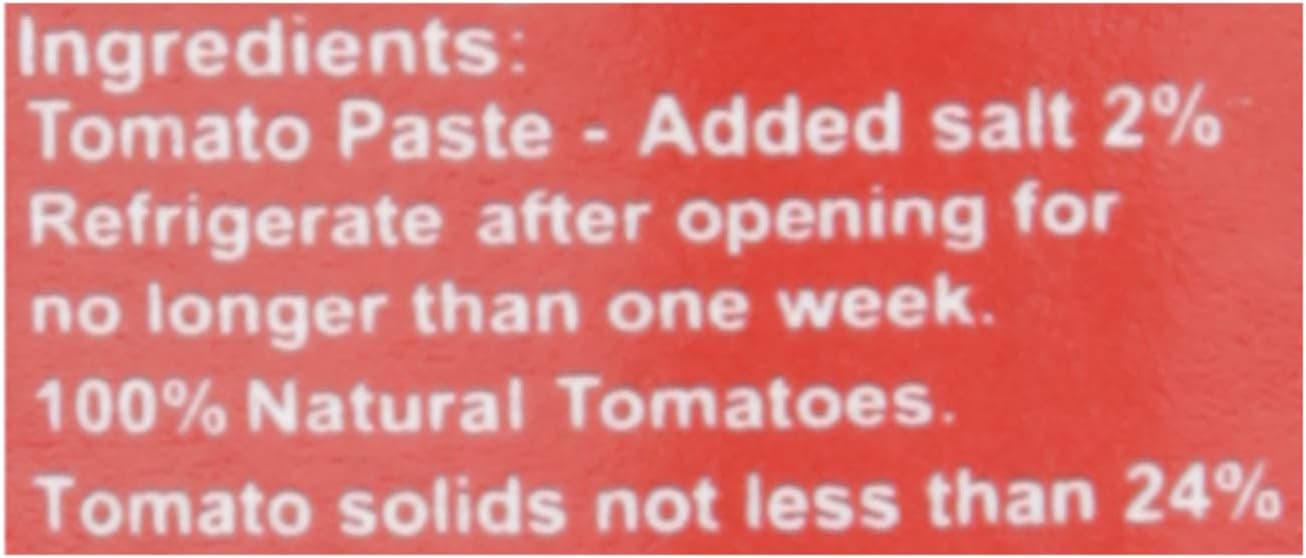 Ingredients:
Tomato Paste - Added salt 2%
Refrigerate after opening for
no longer than one week.
100% Natural Tomatoes.
Tomato solids not less than 24%